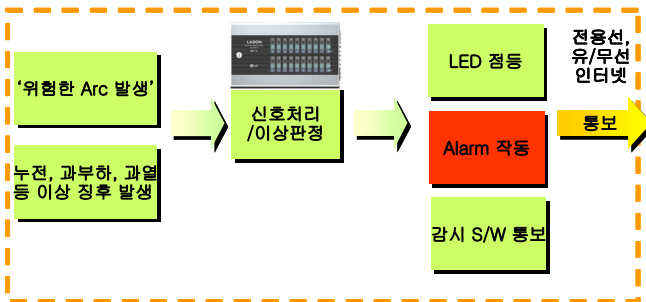 ‘위험한 Arc 발생’
누전, 과부하, 과열
등 이상 징후 발생
LADON
신호처리
/이상판정
LED 점등
Alarm 작동
감시 S/W 통보
전용선,
유/무선
인터넷
통보